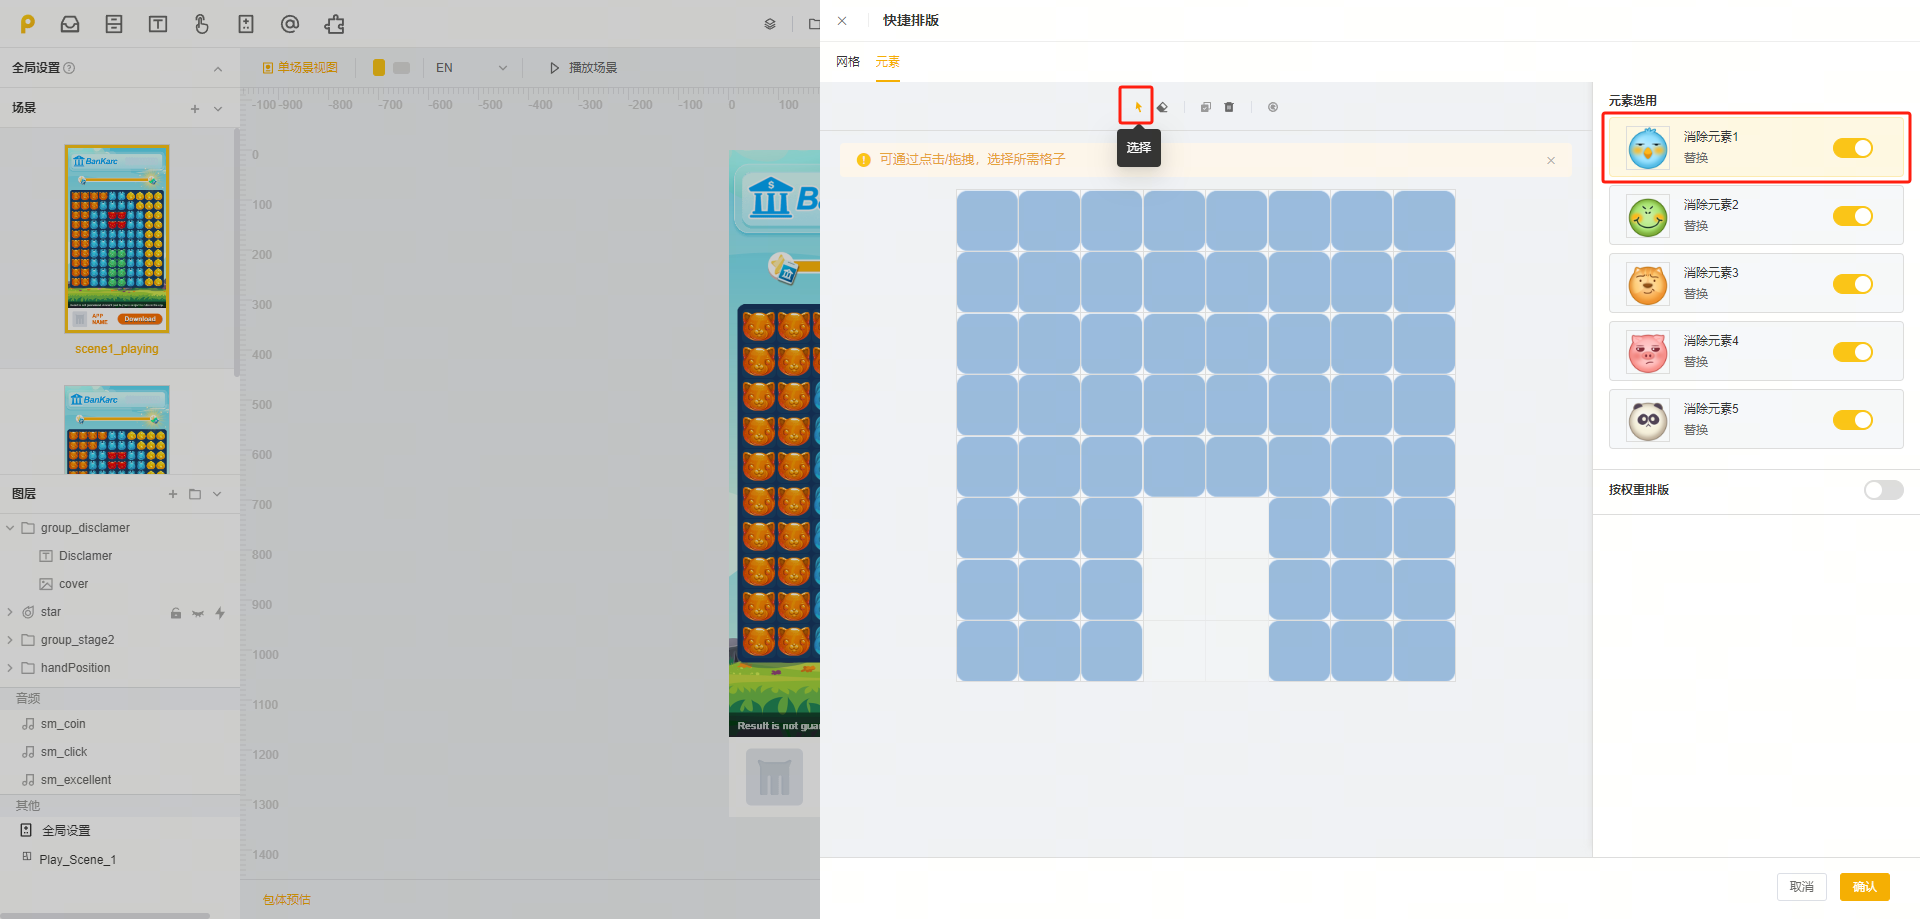 全局设置
场景
BanKarc
APP NAME
Download
scene1_playing
BanKarc
图层
group_disclamer
Disclamer
cover
star
group_stage2
handPosition
音频
sm_coin
sm_click
sm_excellent
其他
全局设置
Play_Scene_1
单场景视图
EN
播放场景
-100
-900
-800
-700
-600
-500
-400
-300
-200
-100
0
100
0
100
200
300
400
500
600
700
800
900
1000
1100
1200
1300
1400
B
Result is not gua
包体预估
快捷排版
网格
元素
选择
可通过点击/拖拽，选择所需格子
元素选用
消除元素1
替换
消除元素2
替换
消除元素3
替换
消除元素4
替换
消除元素5
替换
按权重排版
取消
确认